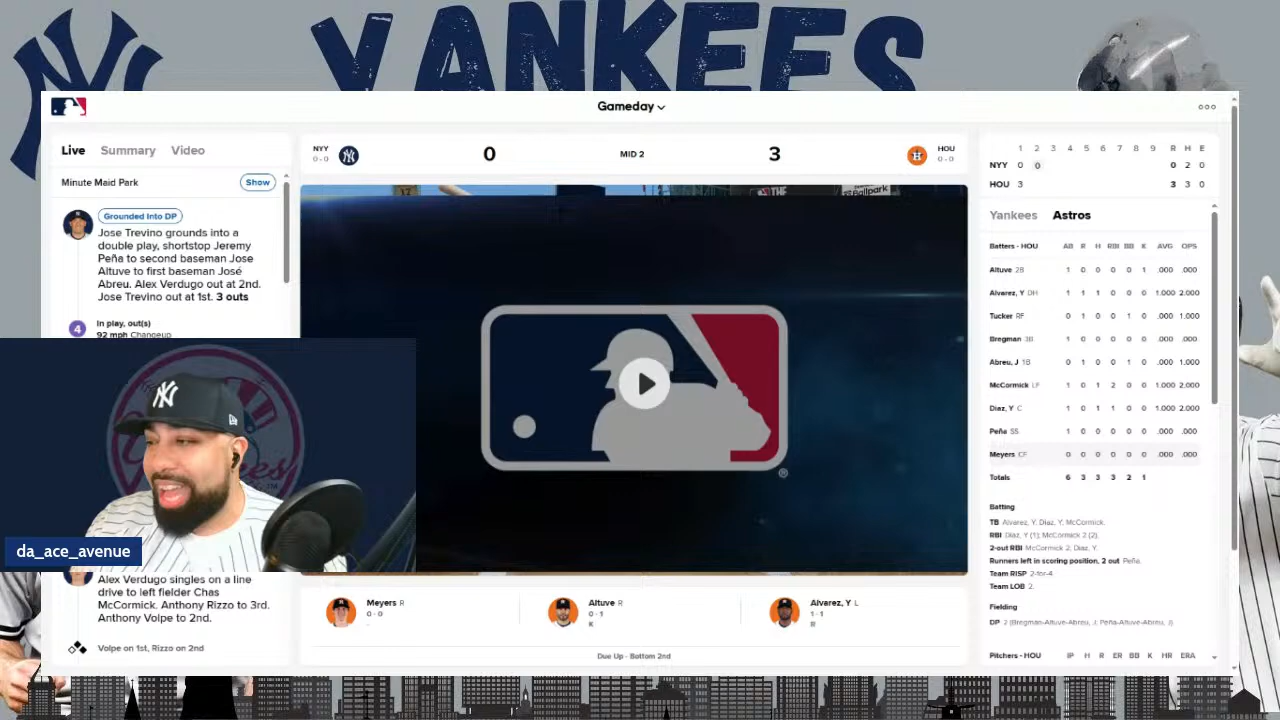 YANKEES
Gameday
Live Summary Video
Minute Maid Park Show
Grounded Into DP
Jose Trevino grounds into a
double play, shortstop Jeremy
Peña to second baseman Jose
Altuve to first baseman José
Abreu. Alex Verdugo out at 2nd.
Jose Trevino out at 1st. 3 outs
4
In play, out(s)
92 mph Changeup
da_ace_avenue
Alex Verdugo singles on a line
drive to left fielder Chas
McCormick. Anthony Rizzo to 3rd.
Anthony Volpe to 2nd.
Volpe on 1st, Rizzo on 2nd
NYY
0-0
0 MID 2 3
HOU
0-0
Meyers R
0-0
-
Altuve R
0-1
K
Alvarez, Y L
1-1
R
Due Up - Bottom 2nd
1 2 3 4 5 6 7 8 9 R H E
NYY 0 0 0 2 0
HOU 3 3 3 0
Yankees Astros
Batters - HOU AB R H RBI BB K AVG OPS
Altuve 2B 1 0 0 0 0 1 .000 .000
Alvarez, Y DH 1 1 1 0 0 0 1.000 2.000
Tucker RF 0 1 0 0 1 0 .000 1.000
Bregman 3B 1 0 0 0 0 0 .000 .000
Abreu, J 1B 0 1 0 0 1 0 .000 1.000
McCormick LF 1 0 1 2 0 0 1.000 2.000
Diaz, Y C 1 0 1 1 0 0 1.000 2.000
Peña SS 1 0 0 0 0 0 .000 .000
Meyers CF 0 0 0 0 0 0 .000 .000
Totals 6 3 3 3 2 1
Batting
TB Alvarez, Y; Diaz, Y; McCormick.
RBI Diaz, Y (1); McCormick 2 (2).
2-out RBI McCormick 2; Diaz, Y.
Runners left in scoring position, 2 out Peña.
Team RISP 2-for-4.
Team LOB 2.
Fielding
DP 2 (Bregman-Altuve-Abreu, J; Peña-Altuve-Abreu, J).
Pitchers - HOU IP H R ER BB K HR ERA